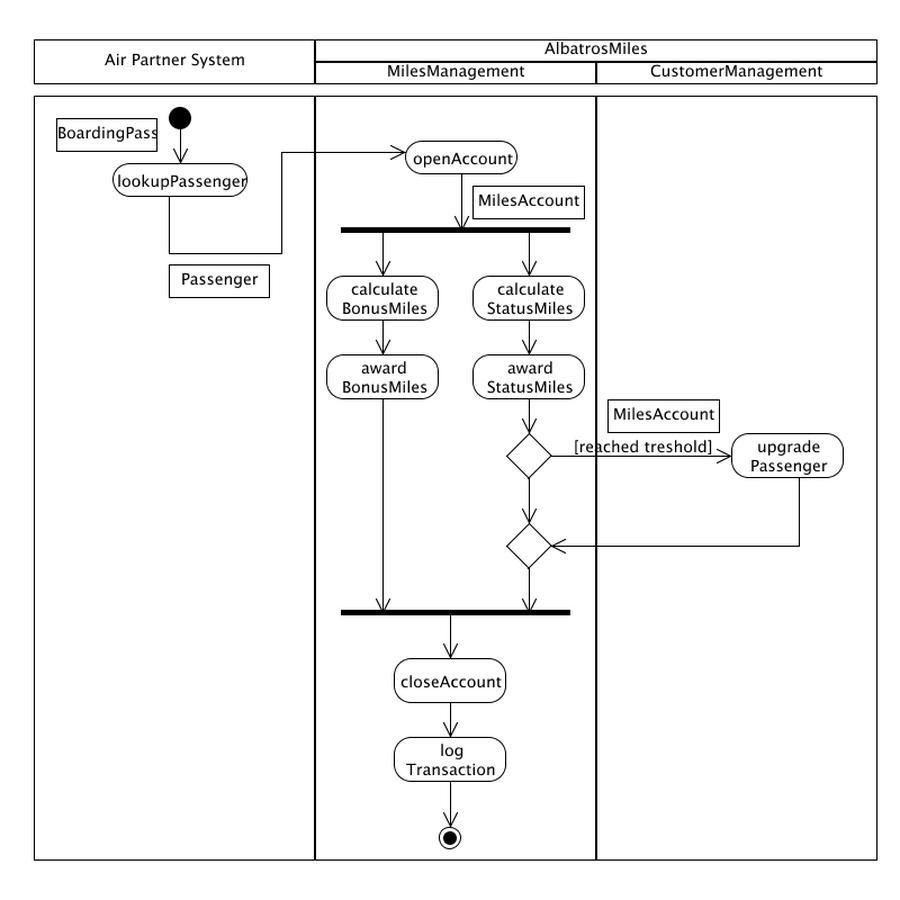 Air Partner System
AlbatrosMiles
MilesManagement
CustomerManagement
BoardingPass
lookupPassenger
Passenger
openAccount
MilesAccount
calculate
BonusMiles
calculate
StatusMiles
award
BonusMiles
award
StatusMiles
MilesAccount
[reached treshold]
upgrade
Passenger
closeAccount
log
Transaction